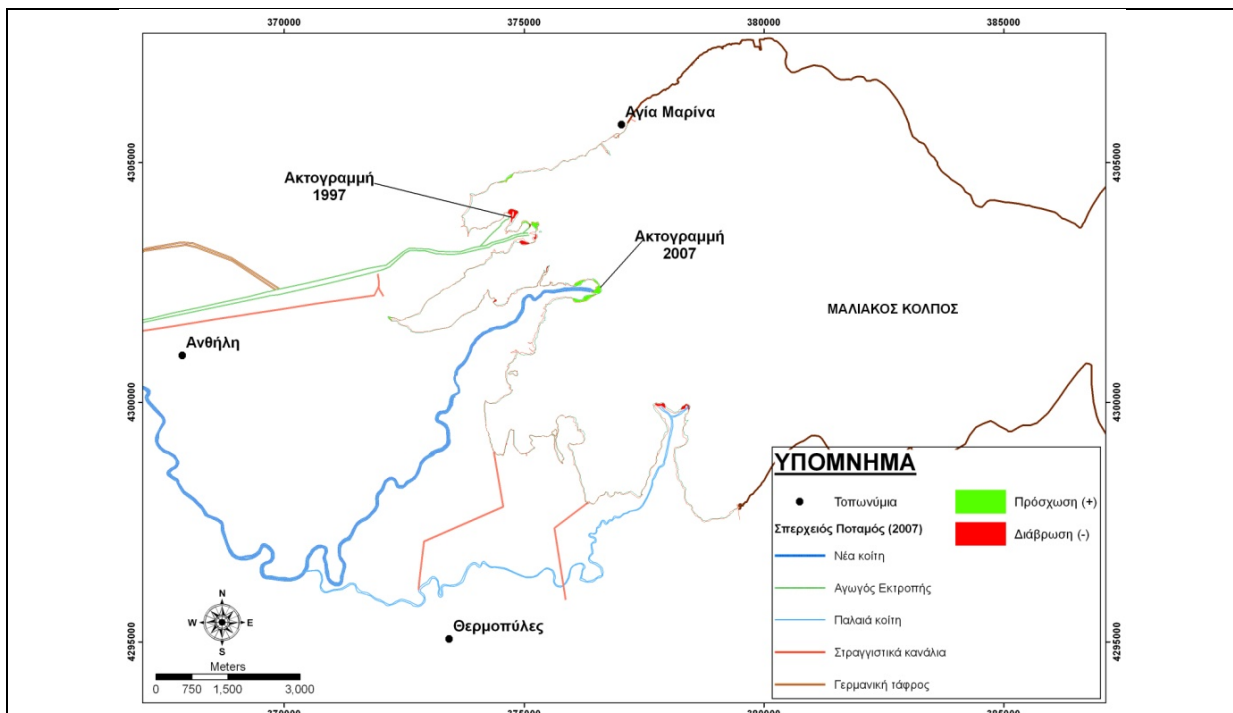 370000 375000 380000 385000
4305000 4305000
Αγία Μαρίνα
Ακτογραμμή
1997
Ακτογραμμή
2007
ΜΑΛΙΑΚΟΣ ΚΟΛΠΟΣ
Ανθήλη
4300000 4300000
ΥΠΟΜΝΗΜΑ
Τοπωνύμια
Πρόσχωση (+)
Σπερχειός Ποταμός (2007)
Διάβρωση (-)
Νέα κοίτη
Αγωγός Εκτροπής
Παλαιά κοίτη
Στραγγιστικά κανάλια
Γερμανική τάφρος
N
W E
S
Θερμοπύλες
4295000 4295000
Meters
0 750 1,500 3,000
370000 375000 380000 385000